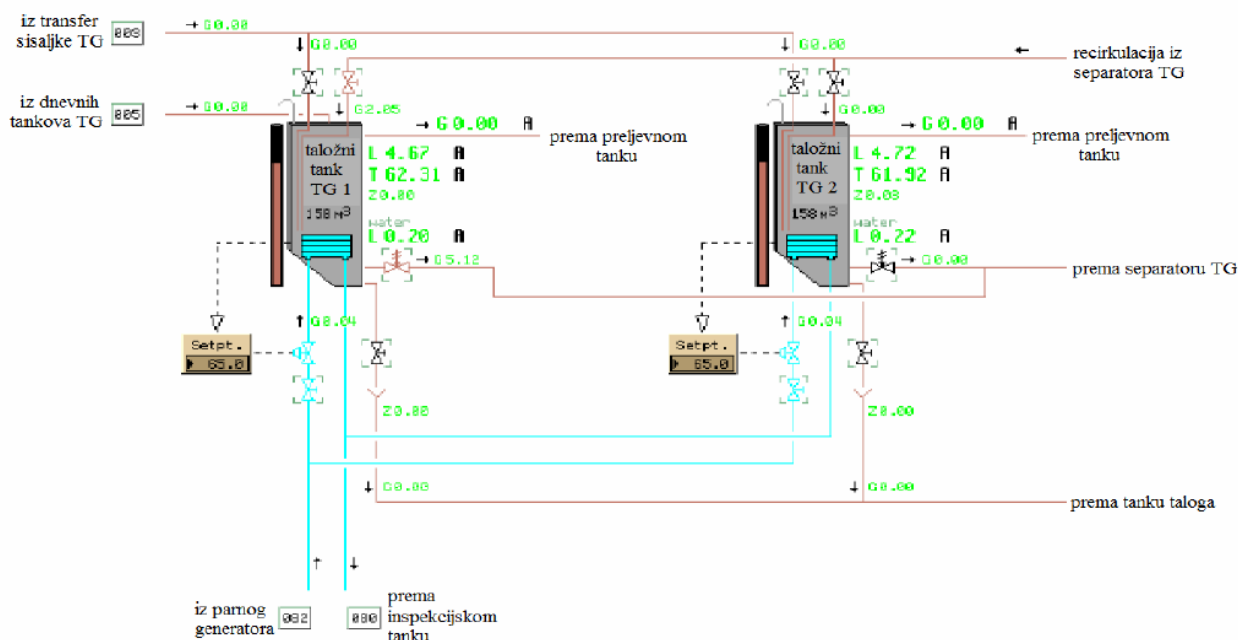 iz transfer
sisaljke TG
003
G0.00
G0.00
G0.00
recirkulacija iz
separatora TG
iz dnevnih
tankova TG
005
G0.00
G2.05
G0.00
G0.00 A
prema preljevnom
tanku
G0.00 A
prema preljevnom
tanku
taložni
tank
TG 1
158 M3
L 4.67 A
T 62.31 A
Z0.00
water
L 0.20 A
G5.12
taložni
tank
TG 2
158 M3
L 4.72 A
T 61.92 A
Z0.03
water
L 0.22 A
G0.00
prema separatoru TG
G0.04
Setpt.
65.0
G0.04
Setpt.
65.0
Z0.00
Z0.00
G0.00
G0.00
prema tanku taloga
iz parnog
generatora
082
080
prema
inspekcijskom
tanku